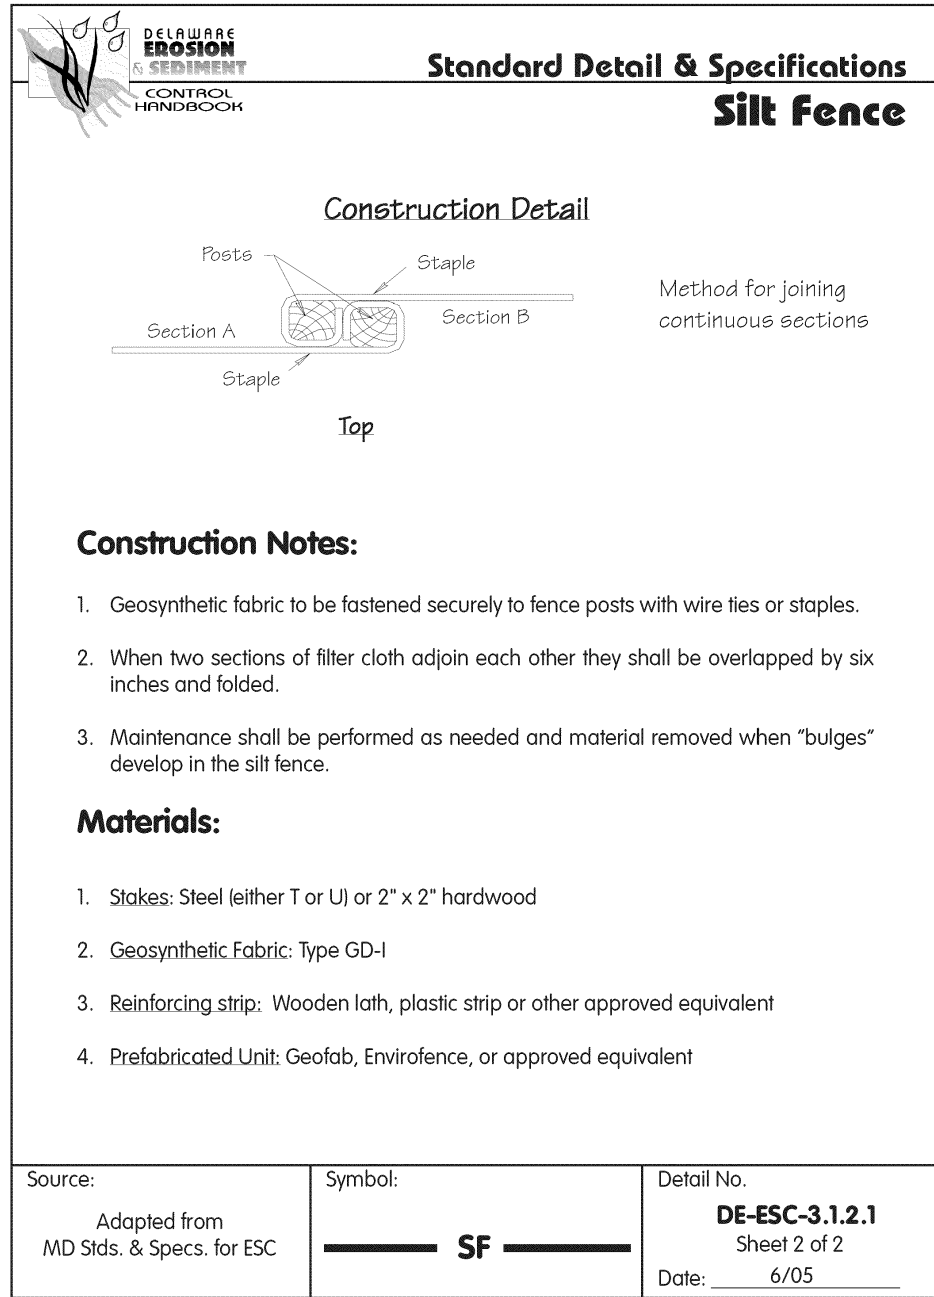 DELAWARE
EROSION
& SEDIMENT
CONTROL
HANDBOOK
Standard Detail & Specifications
Silt Fence
Construction Detail
Posts
Staple
Method for joining
continuous sections
Section A
Section B
Staple
Top
Construction Notes:
1. Geosynthetic fabric to be fastened securely to fence posts with wire ties or staples.
2. When two sections of filter cloth adjoin each other they shall be overlapped by six
inches and folded.
3. Maintenance shall be performed as needed and material removed when "bulges"
develop in the silt fence.
Materials:
1. Stakes: Steel (either T or U) or 2" x 2" hardwood
2. Geosynthetic Fabric: Type GD-I
3. Reinforcing strip: Wooden lath, plastic strip or other approved equivalent
4. Prefabricated Unit: Geofab, Envirofence, or approved equivalent
Source:
Adapted from
MD Stds. & Specs. for ESC
Symbol:
SF
Detail No.
DE-ESC-3.1.2.1
Sheet 2 of 2
Date: 6/05